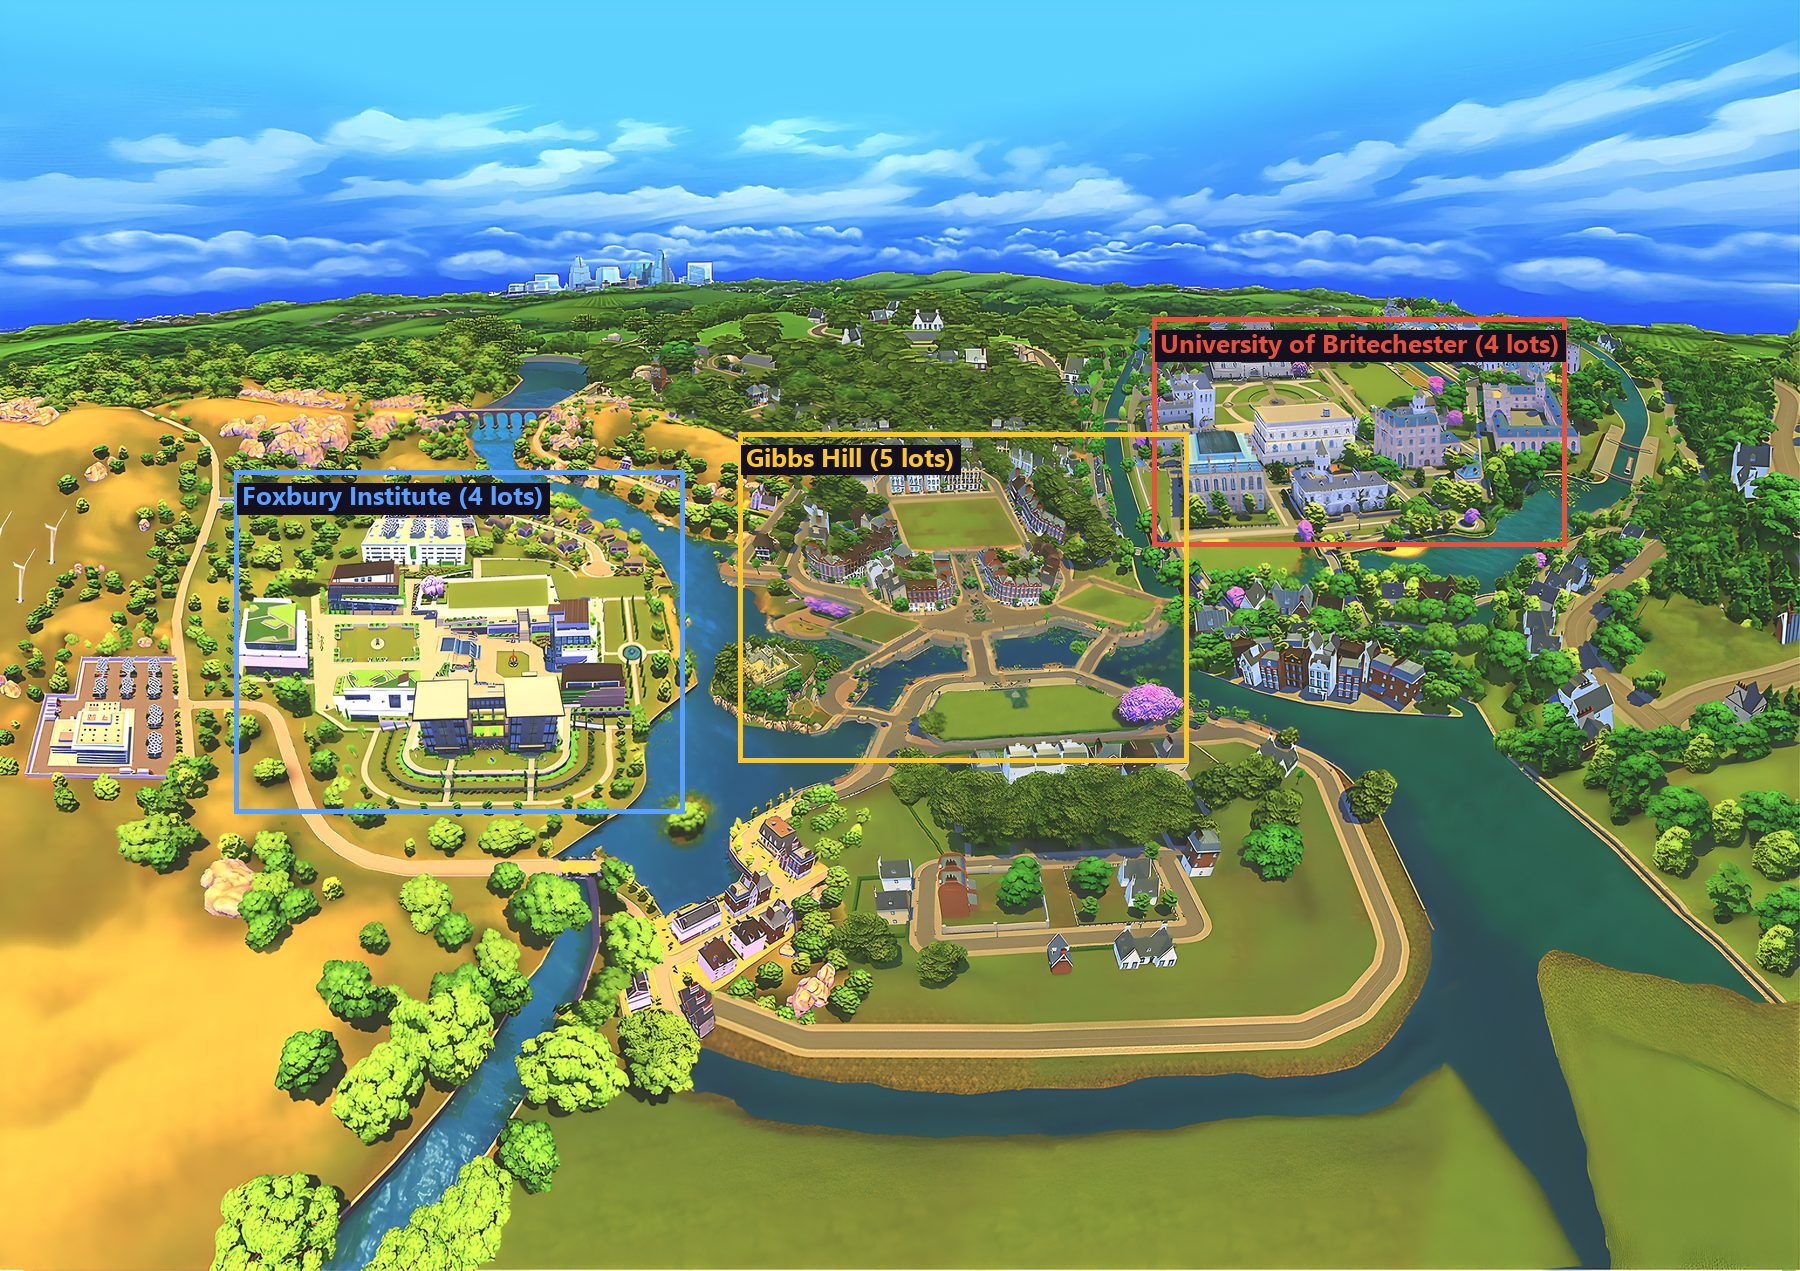 University of Britechester (4 lots)
Gibbs Hill (5 lots)
Foxbury Institute (4 lots)